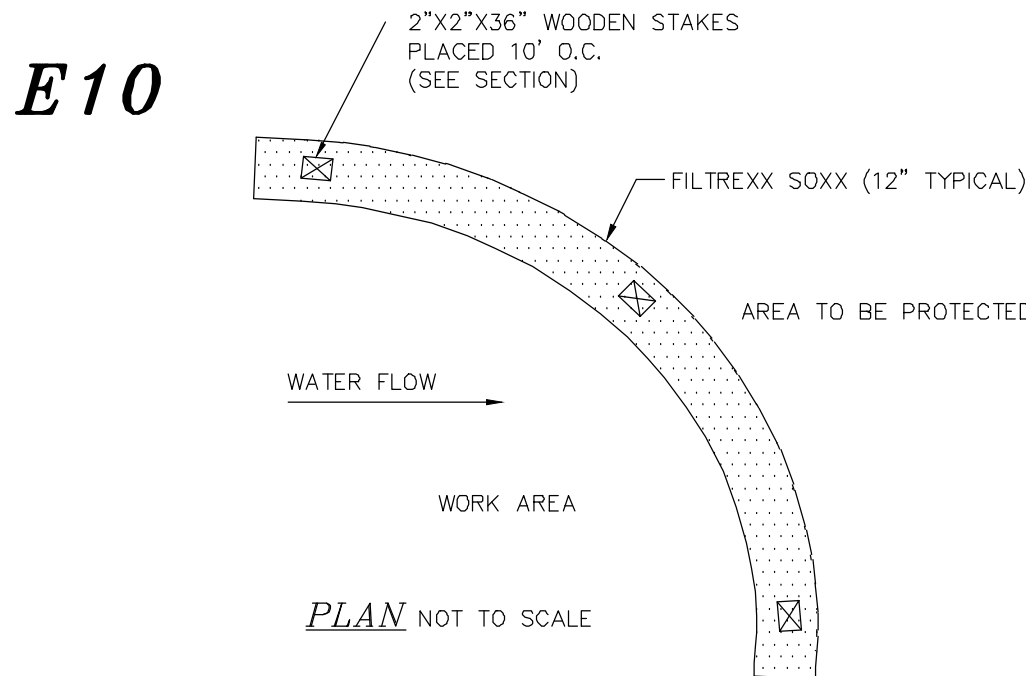 E10
2"X2"X36" WOODEN STAKES
PLACED 10' O.C.
(SEE SECTION)
FILTREXX SOXX (12" TYPICAL)
AREA TO BE PROTECTED
WATER FLOW
WORK AREA
PLAN NOT TO SCALE